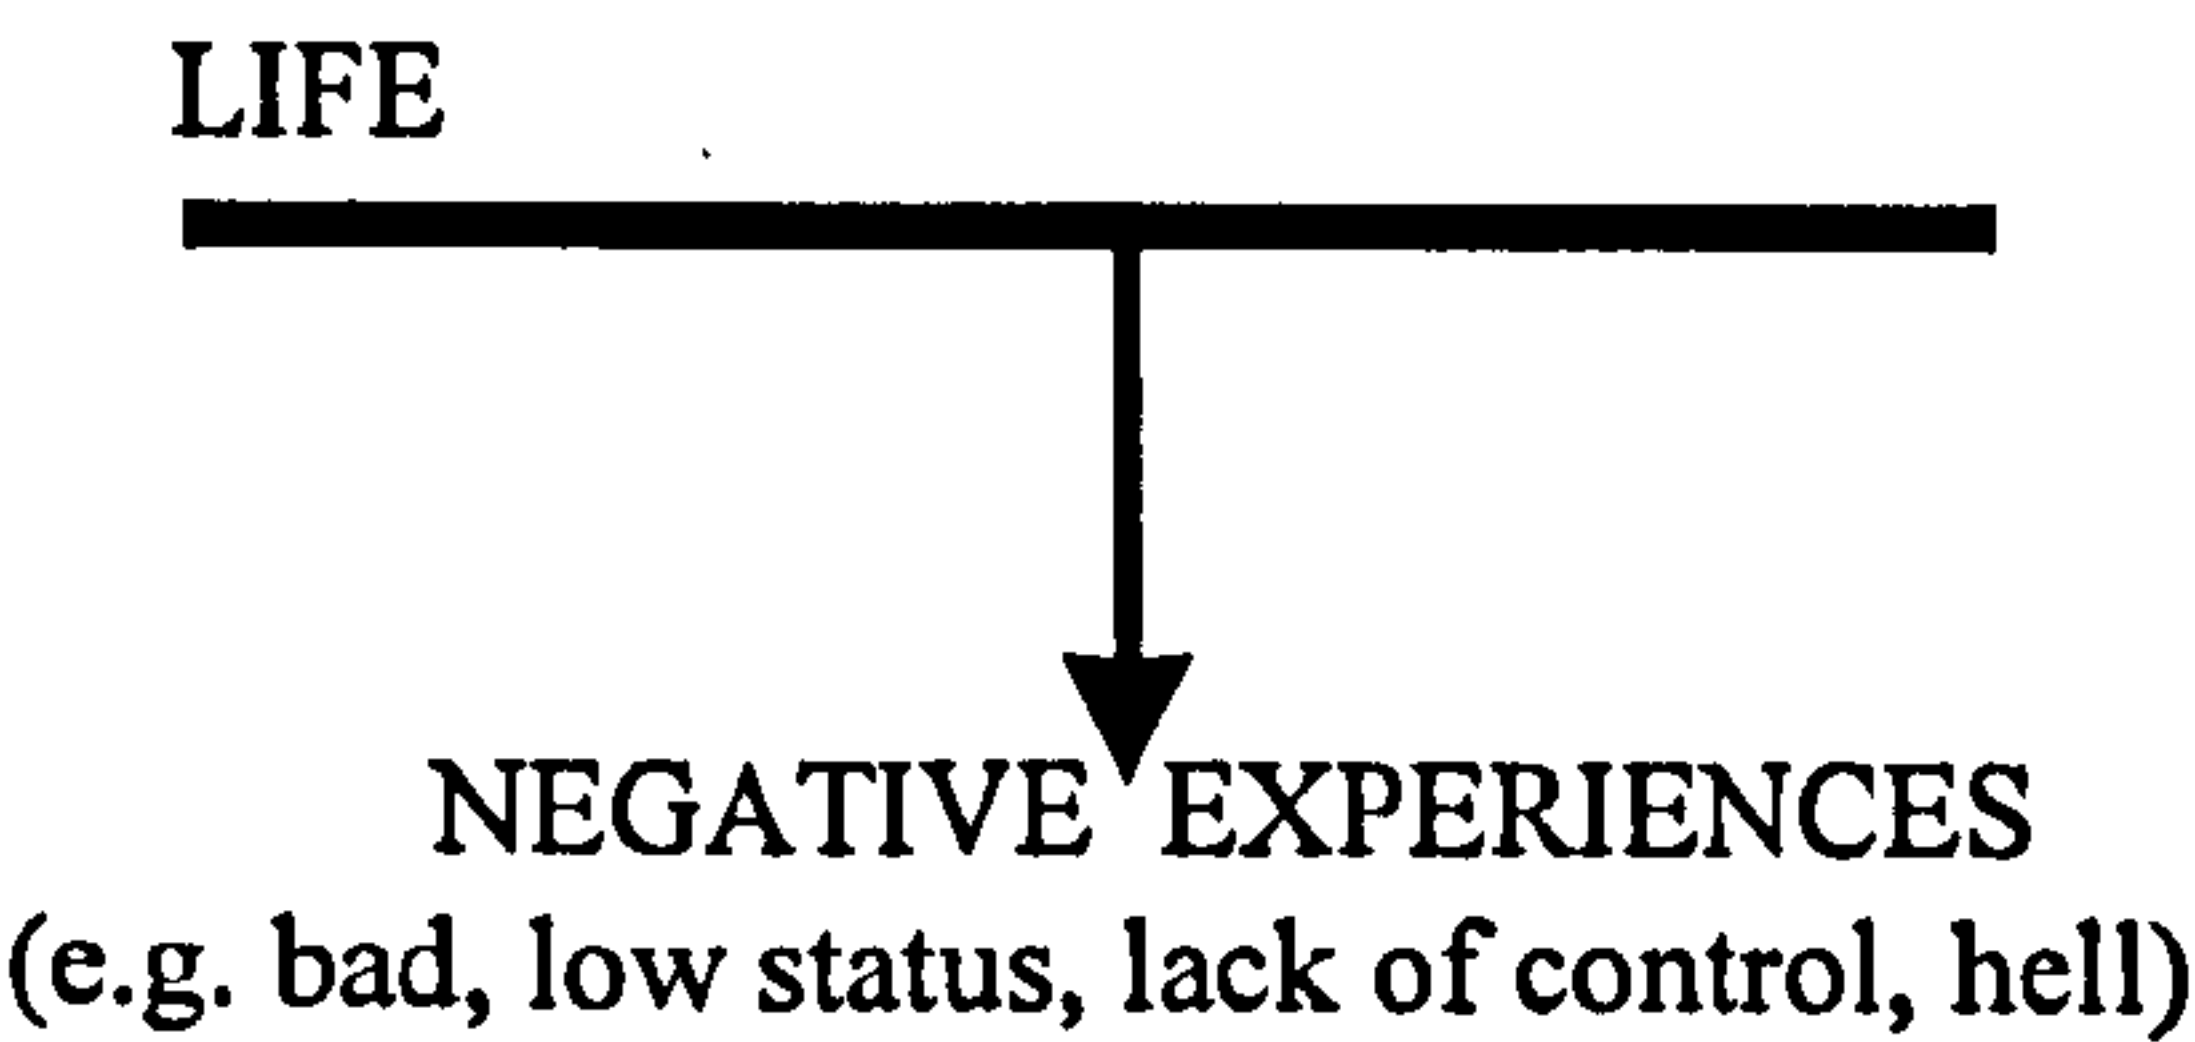 LIFE
NEGATIVE EXPERIENCES
(e.g. bad, low status, lack of control, hell)